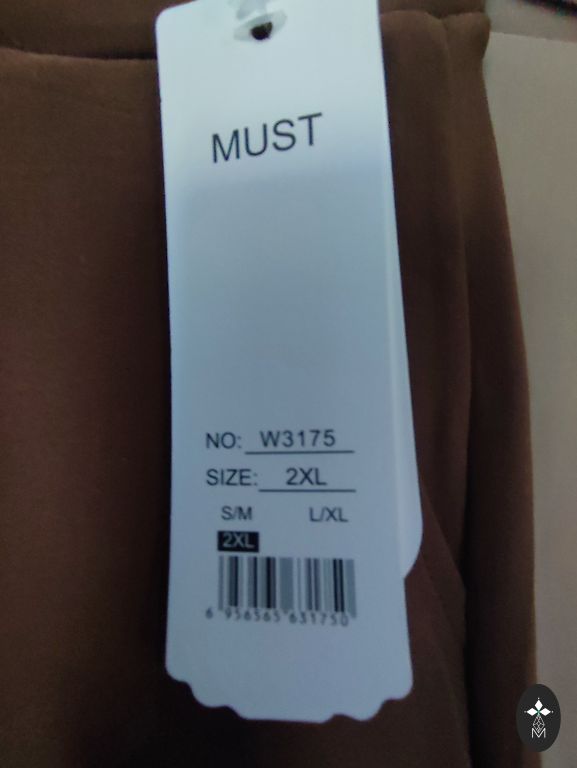 MUST
NO: W3175
SIZE: 2XL
S/M L/XL
2XL
6 956565 631750